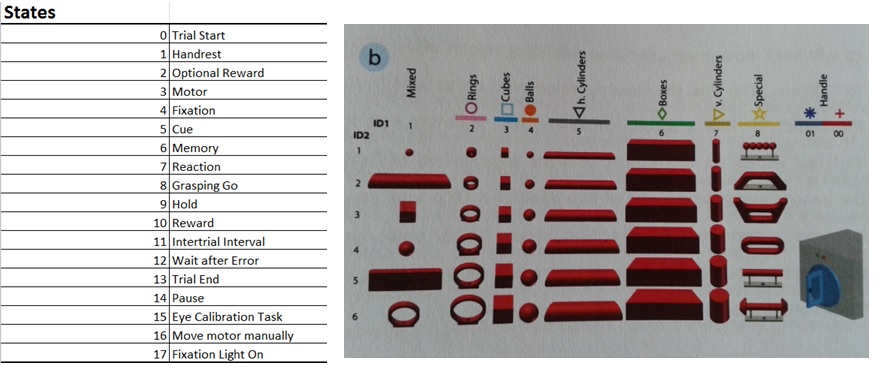 States
0 Trial Start
1 Handrest
2 Optional Reward
3 Motor
4 Fixation
5 Cue
6 Memory
7 Reaction
8 Grasping Go
9 Hold
10 Reward
11 Intertrial Interval
12 Wait after Error
13 Trial End
14 Pause
15 Eye Calibration Task
16 Move motor manually
17 Fixation Light On
b
Mixed Rings Cubes Balls h. Cylinders Boxes v. Cylinders Special Handle
ID1 1 2 3 4 5 6 7 8 01 00
ID2
1
2
3
4
5
6